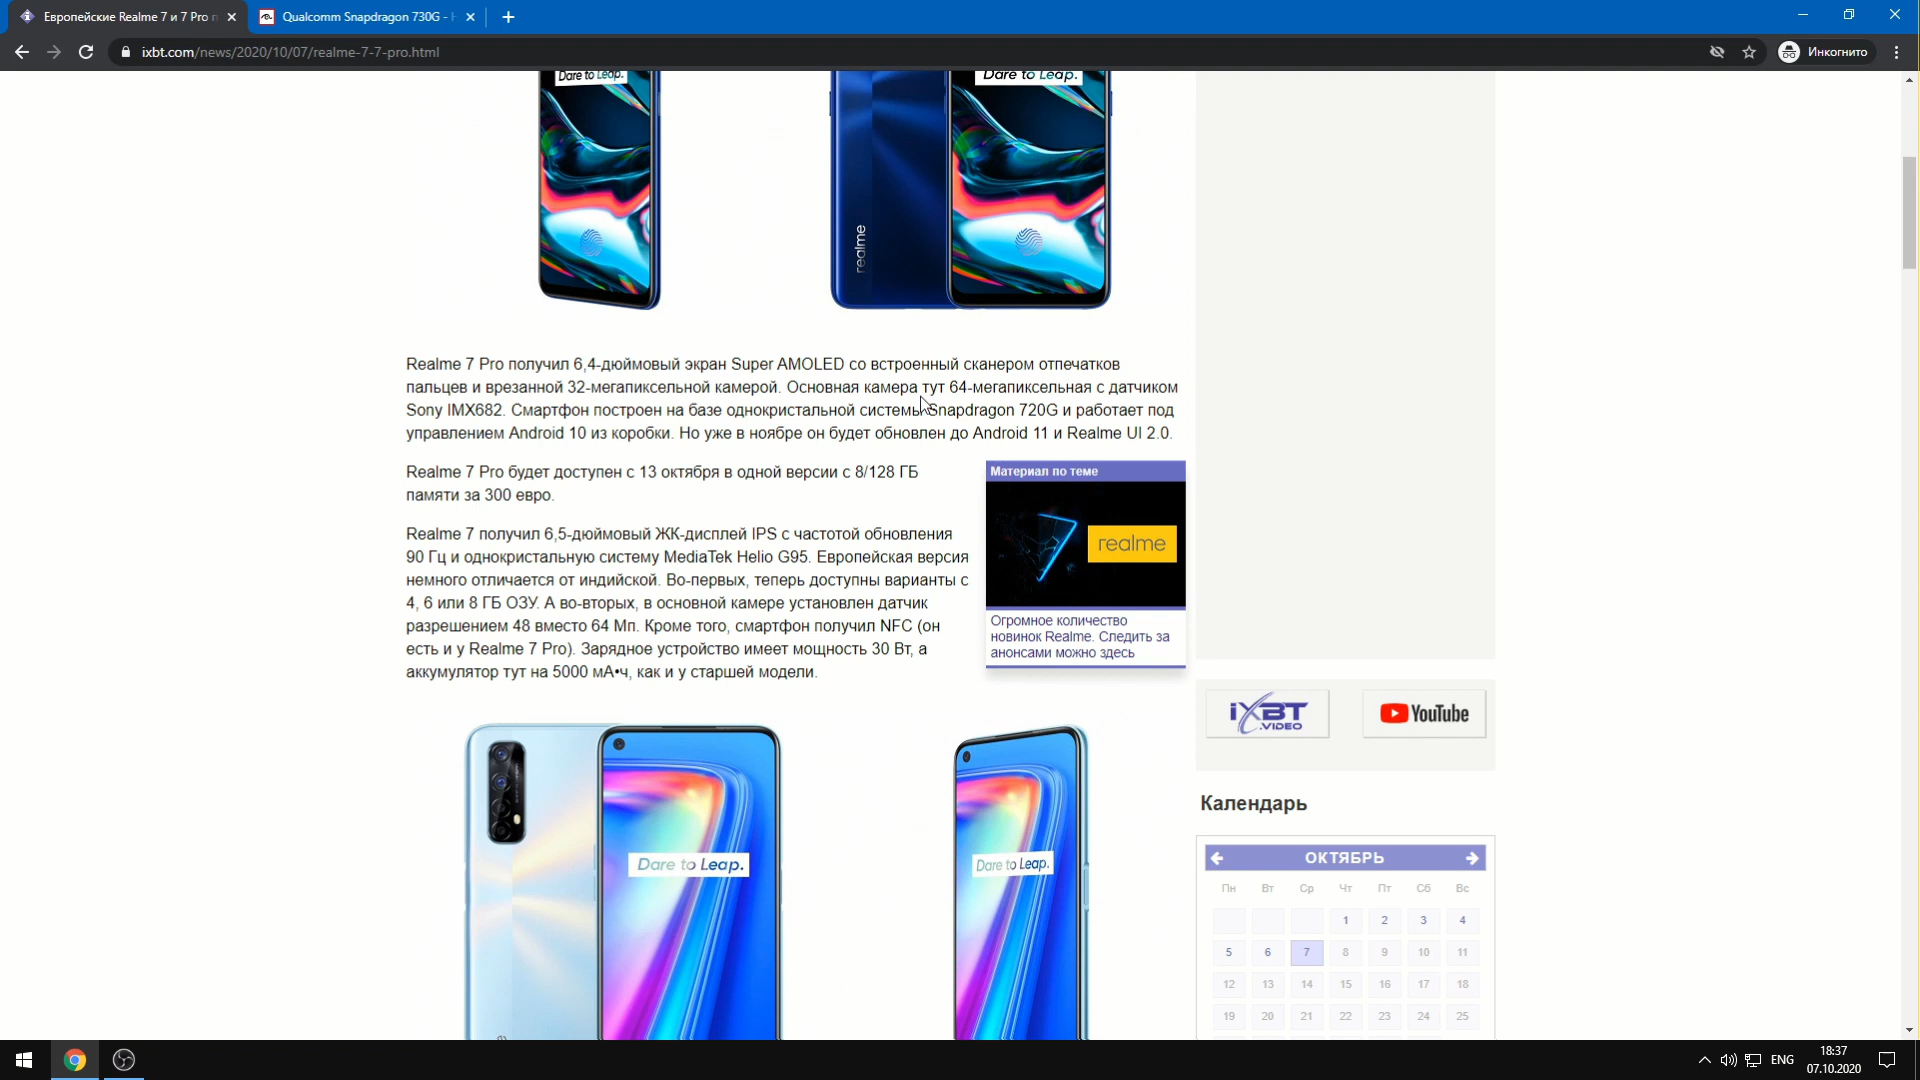 Европейские Realme 7 и 7 Pro п
Qualcomm Snapdragon 730G -
ixbt.com/news/2020/10/07/realme-7-7-pro.html
Инкогнито
Dare to Leap.
Dare to Leap.
realme
Realme 7 Pro получил 6,4-дюймовый экран Super AMOLED со встроенный сканером отпечатков
пальцев и врезанной 32-мегапиксельной камерой. Основная камера тут 64-мегапиксельная с датчиком
Sony IMX682. Смартфон построен на базе однокристальной системы Snapdragon 720G и работает под
управлением Android 10 из коробки. Но уже в ноябре он будет обновлен до Android 11 и Realme UI 2.0.
Realme 7 Pro будет доступен с 13 октября в одной версии с 8/128 ГБ
памяти за 300 евро.
Realme 7 получил 6,5-дюймовый ЖК-дисплей IPS с частотой обновления
90 Гц и однокристальную систему MediaTek Helio G95. Европейская версия
немного отличается от индийской. Во-первых, теперь доступны варианты с
4, 6 или 8 ГБ ОЗУ. А во-вторых, в основной камере установлен датчик
разрешением 48 вместо 64 Мп. Кроме того, смартфон получил NFC (он
есть и у Realme 7 Pro). Зарядное устройство имеет мощность 30 Вт, а
аккумулятор тут на 5000 мА•ч, как и у старшей модели.
Материал по теме
realme
Огромное количество
новинок Realme. Следить за
анонсами можно здесь
Dare to Leap.
Dare to Leap.
iXBT
.VIDEO
YouTube
Календарь
ОКТЯБРЬ
Пн Вт Ср Чт Пт Сб Вс
1 2 3 4
5 6 7 8 9 10 11
12 13 14 15 16 17 18
19 20 21 22 23 24 25
ENG
18:37
07.10.2020